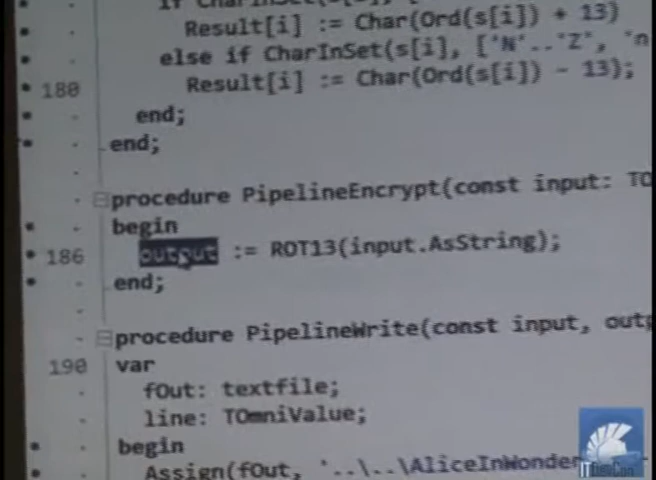 Result[i] := Char(Ord(s[i]) + 13)
else if CharInSet(s[i], ['N'..'Z', 'n
180 Result[i] := Char(Ord(s[i]) - 13);
end;
end;
procedure PipelineEncrypt(const input: TO
begin
186 output := ROT13(input.AsString);
end;
procedure PipelineWrite(const input, outp
190 var
fOut: textfile;
line: TOmniValue;
begin
Assign(fOut, '..\..\AliceInWonder